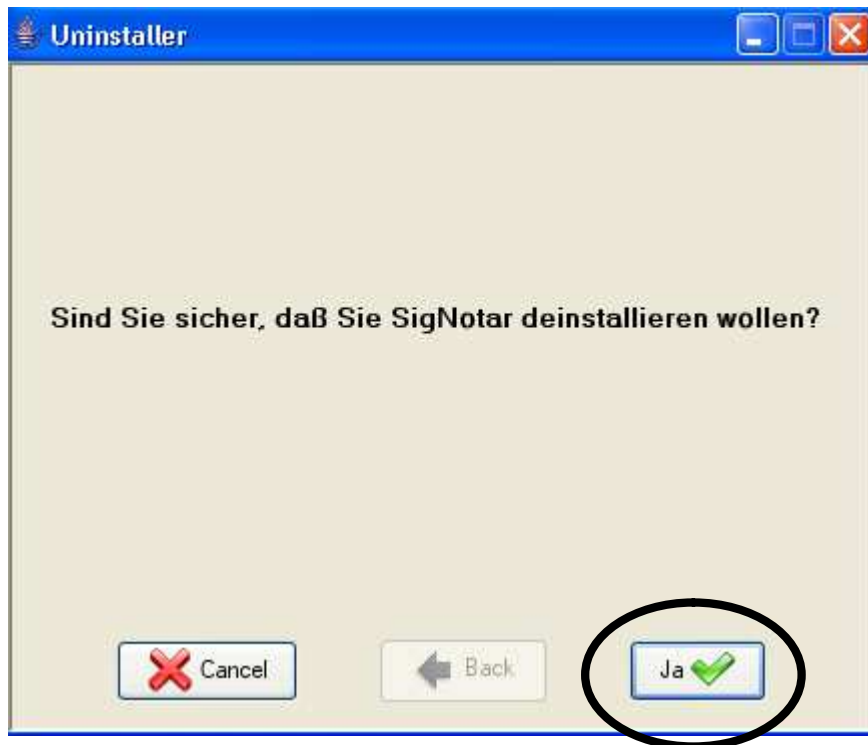 Uninstaller
Sind Sie sicher, daß Sie SigNotar deinstallieren wollen?
Cancel
Back
Ja